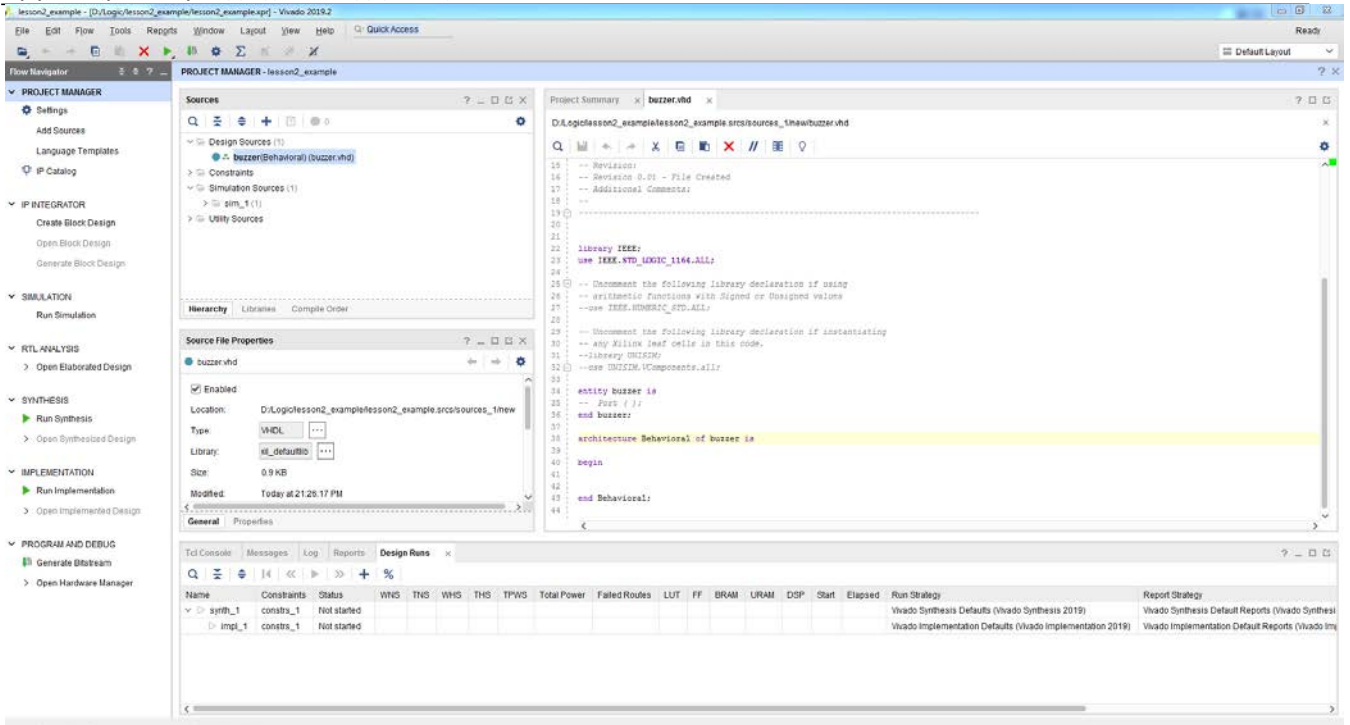 lesson2_example - [D:/Logic/lesson2_example/lesson2_example.xpr] - Vivado 2019.2
File Edit Flow Tools Reports Window Layout View Help Quick Access
Ready
Default Layout
Flow Navigator
PROJECT MANAGER
Settings
Add Sources
Language Templates
IP Catalog
IP INTEGRATOR
Create Block Design
Open Block Design
Generate Block Design
SIMULATION
Run Simulation
RTL ANALYSIS
Open Elaborated Design
SYNTHESIS
Run Synthesis
Open Synthesized Design
IMPLEMENTATION
Run Implementation
Open Implemented Design
PROGRAM AND DEBUG
Generate Bitstream
Open Hardware Manager
PROJECT MANAGER - lesson2_example
Sources
0
Design Sources (1)
buzzer(Behavioral) (buzzer.vhd)
Constraints
Simulation Sources (1)
sim_1 (1)
Utility Sources
Hierarchy Libraries Compile Order
Source File Properties
buzzer.vhd
Enabled
Location: D:/Logic/lesson2_example/lesson2_example.srcs/sources_1/new
Type: VHDL
Library: xil_defaultlib
Size: 0.9 KB
Modified: Today at 21:26:17 PM
General Properties
Project Summary buzzer.vhd
D:/Logic/lesson2_example/lesson2_example.srcs/sources_1/new/buzzer.vhd
15 -- Revision:
16 -- Revision 0.01 - File Created
17 -- Additional Comments:
18 --
19 ----------------------------------------------------------------------------------
20
21
22 library IEEE;
23 use IEEE.STD_LOGIC_1164.ALL;
24
25 -- Uncomment the following library declaration if using
26 -- arithmetic functions with Signed or Unsigned values
27 --use IEEE.NUMERIC_STD.ALL;
28
29 -- Uncomment the following library declaration if instantiating
30 -- any Xilinx leaf cells in this code.
31 --library UNISIM;
32 --use UNISIM.VComponents.all;
33
34 entity buzzer is
35 -- Port ( );
36 end buzzer;
37
38 architecture Behavioral of buzzer is
39
40 begin
41
42
43 end Behavioral;
44
Tcl Console Messages Log Reports Design Runs
Name Constraints Status WNS TNS WHS THS TPWS Total Power Failed Routes LUT FF BRAM URAM DSP Start Elapsed Run Strategy Report Strategy
synth_1 constrs_1 Not started Vivado Synthesis Defaults (Vivado Synthesis 2019) Vivado Synthesis Default Reports (Vivado Synthesi
impl_1 constrs_1 Not started Vivado Implementation Defaults (Vivado Implementation 2019) Vivado Implementation Default Reports (Vivado Im